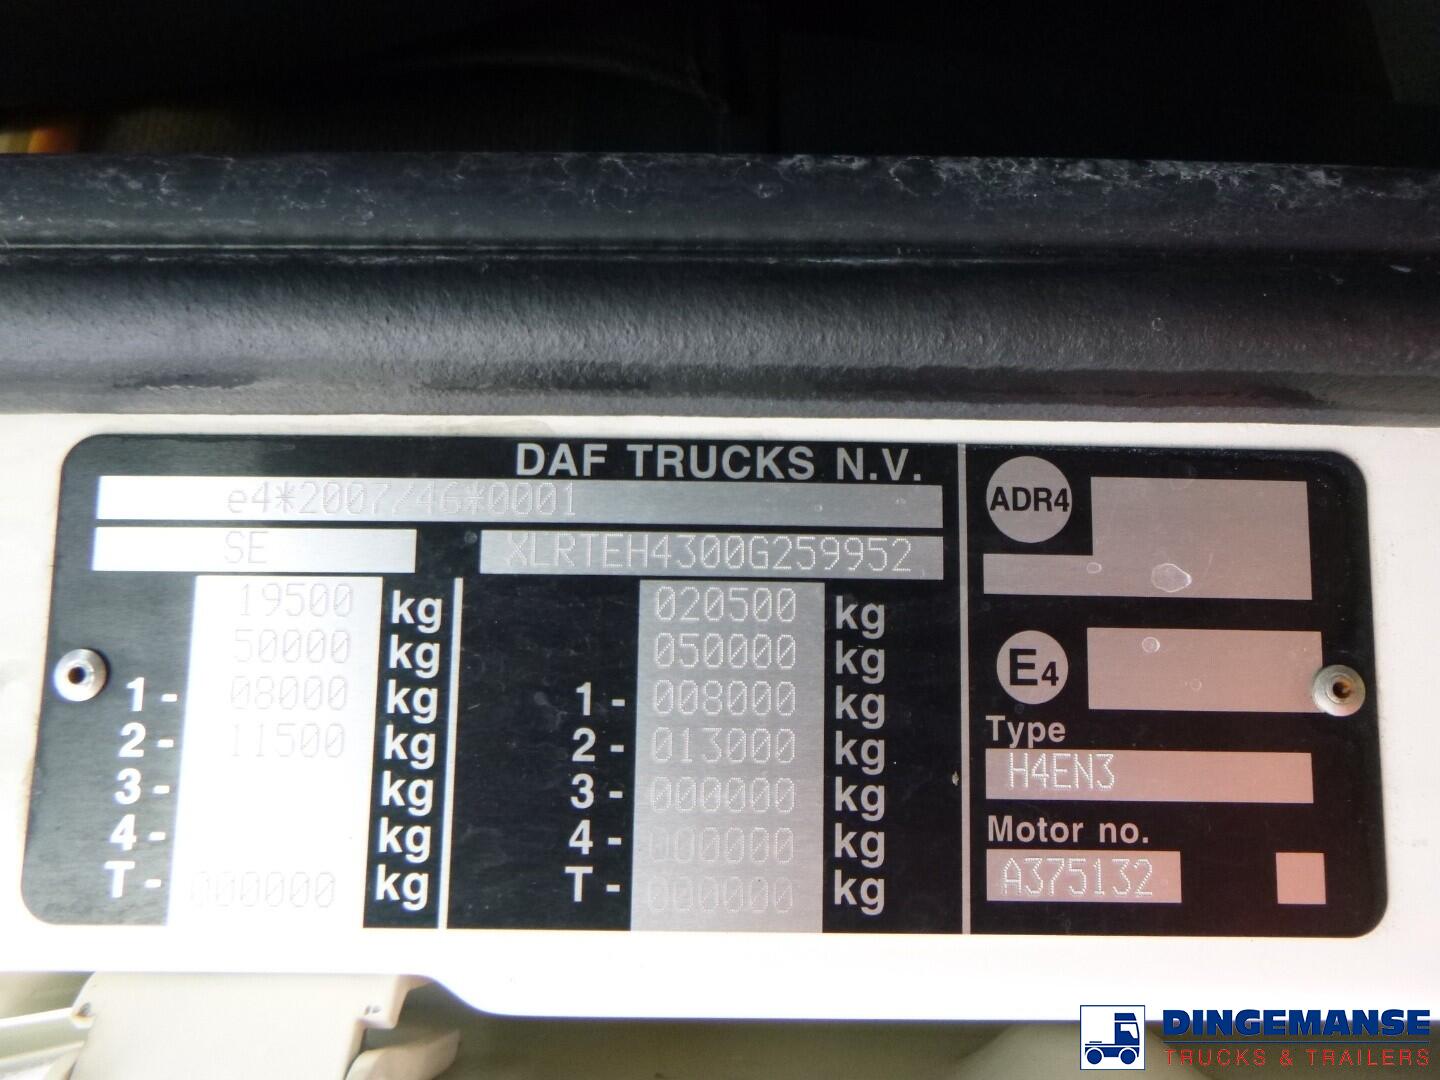 DAF TRUCKS N.V.
e4*2007/46*0001
SE XLRTEH4300G259952
19500 kg 020500 kg
50000 kg 050000 kg
1- 08000 kg 1- 008000 kg
2- 11500 kg 2- 013000 kg
3- kg 3- 000000 kg
4- kg 4- 000000 kg
T- 000000 kg T- 000000 kg
ADR4
E4
Type
H4EN3
Motor no.
A375132
DINGEMANSE
TRUCKS & TRAILERS